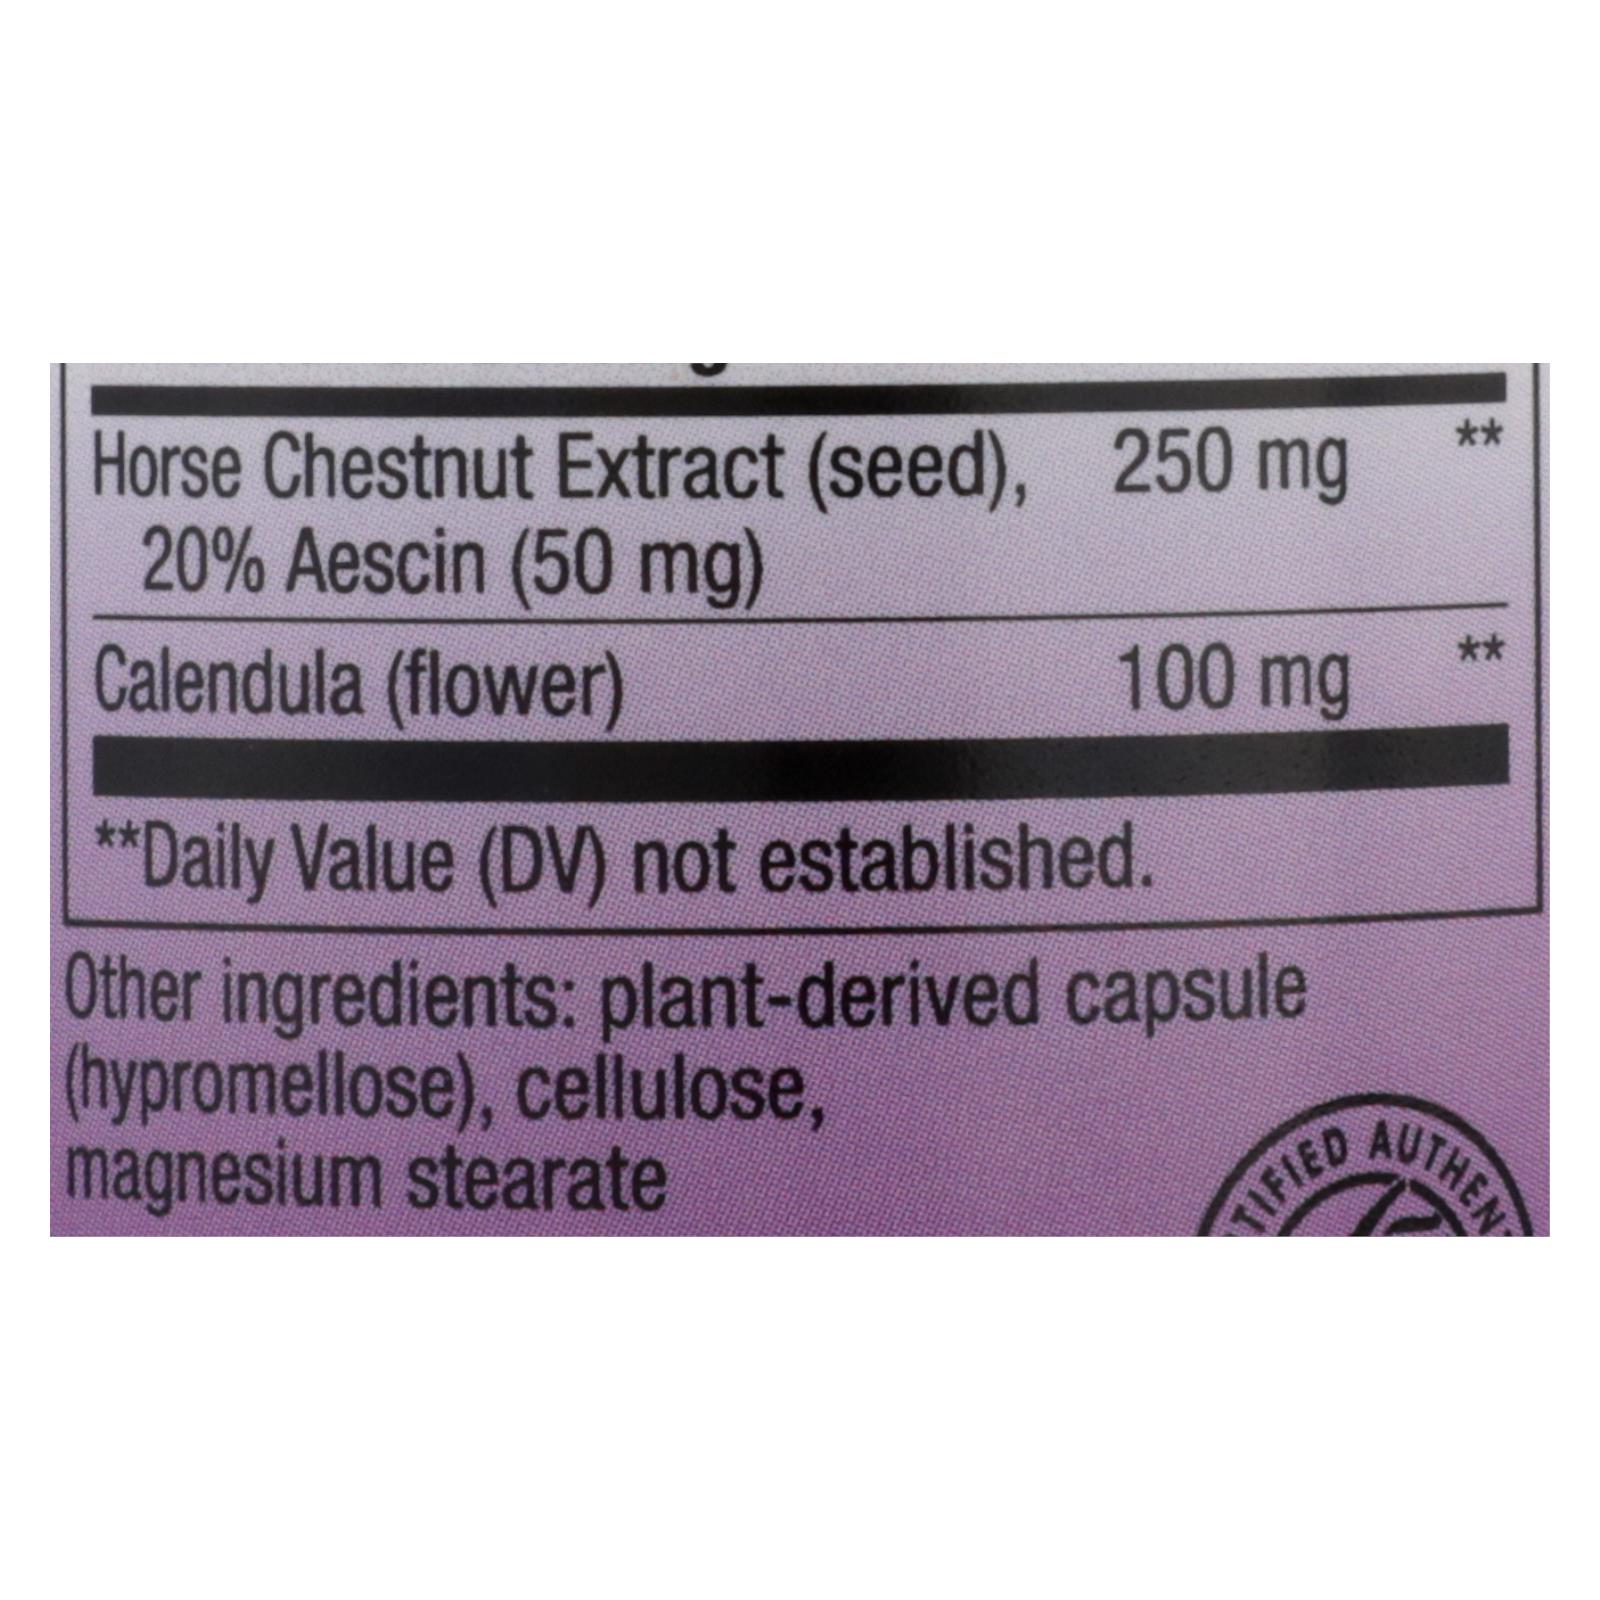 Horse Chestnut Extract (seed), 250 mg **
20% Aescin (50 mg)
Calendula (flower) 100 mg **
**Daily Value (DV) not established.
Other ingredients: plant-derived capsule
(hypromellose), cellulose,
magnesium stearate